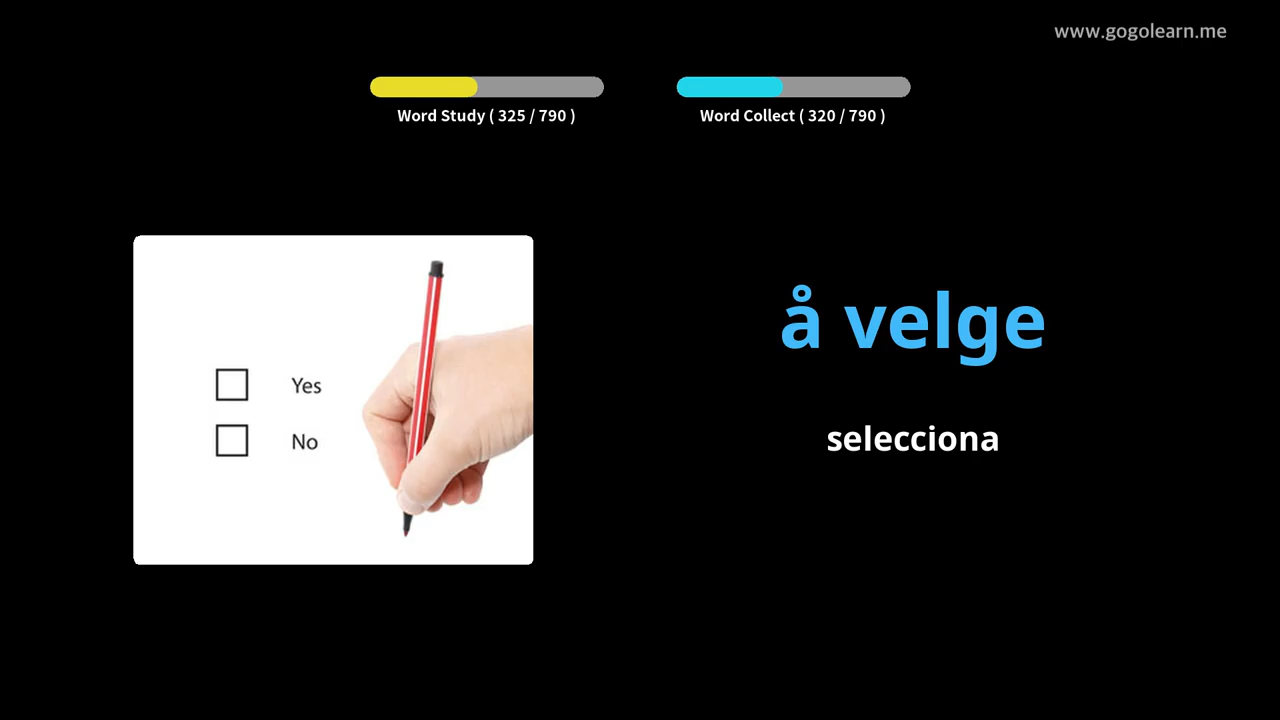 www.gogolearn.me
Word Study ( 325 / 790 )
Word Collect ( 320 / 790 )
Yes
No
å velge
selecciona